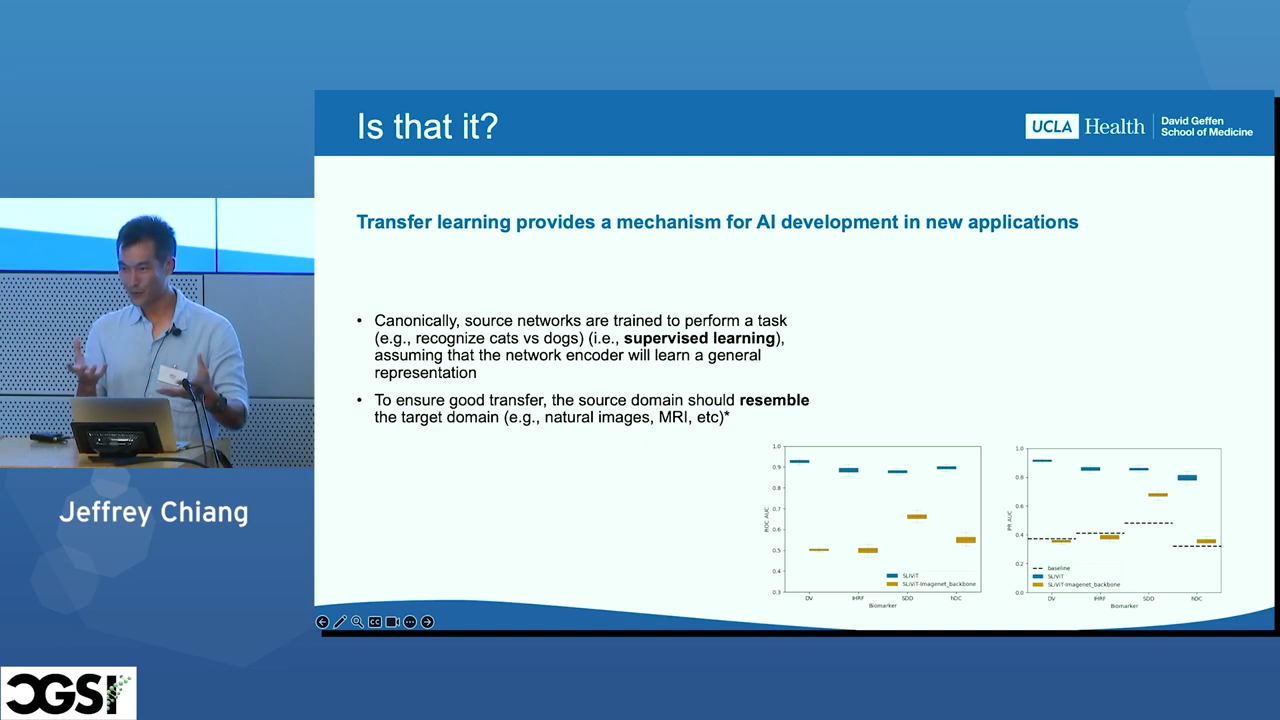 Is that it?
UCLA Health
David Geffen
School of Medicine
Transfer learning provides a mechanism for AI development in new applications
• Canonically, source networks are trained to perform a task
(e.g., recognize cats vs dogs) (i.e., supervised learning),
assuming that the network encoder will learn a general
representation
• To ensure good transfer, the source domain should resemble
the target domain (e.g., natural images, MRI, etc)*
1.0
0.9
0.8
0.7
0.6
0.5
0.4
0.3
ROC AUC
DV IHRF SDD hDC
Biomarker
SLIViT
SLIViT-Imagenet_backbone
1.0
0.8
0.6
0.4
0.2
0.0
PR AUC
DV IHRF SDD hDC
Biomarker
baseline
SLIViT
SLIViT-Imagenet_backbone
Jeffrey Chiang
CGSI